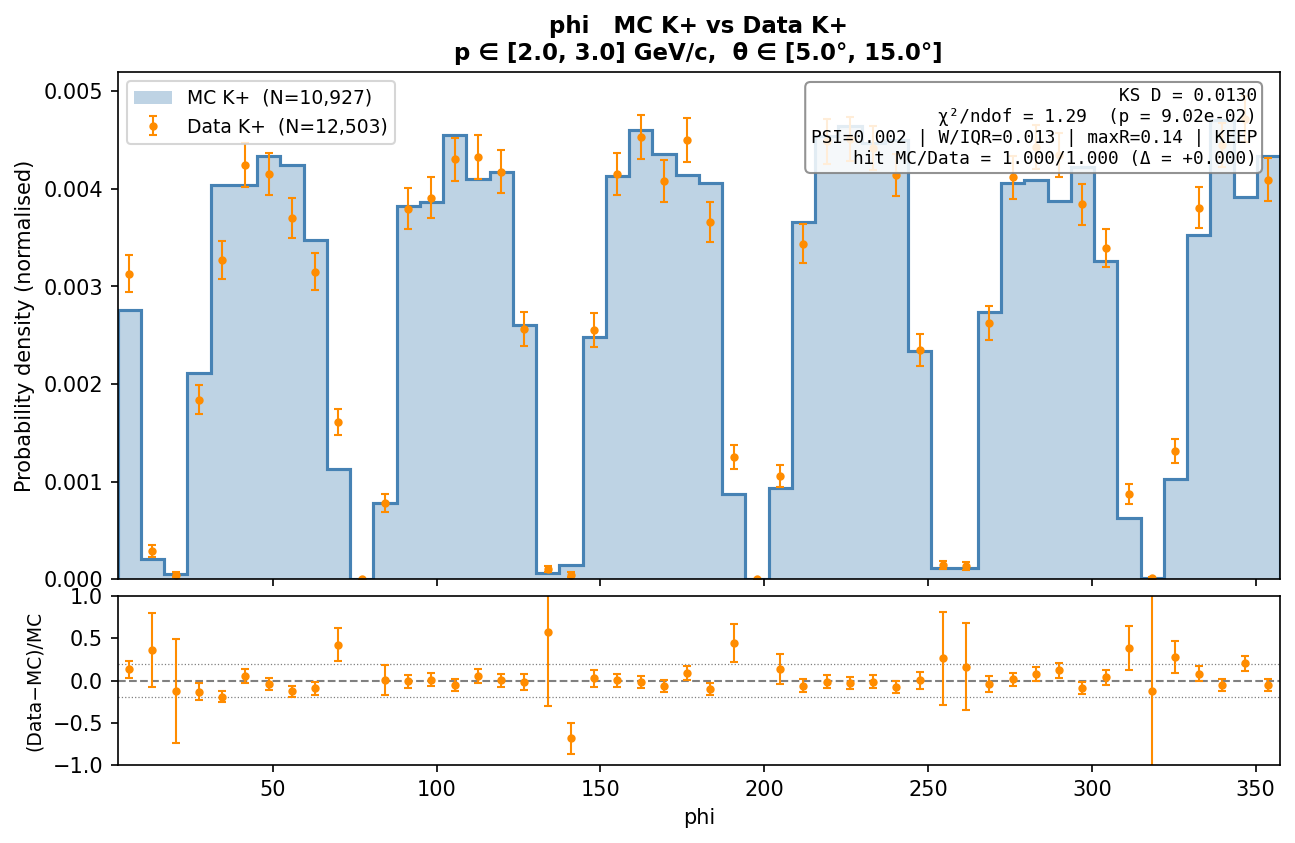 phi   MC K+ vs Data K+
p ∈ [2.0, 3.0] GeV/c,  θ ∈ [5.0°, 15.0°]
MC K+  (N=10,927)
Data K+  (N=12,503)
KS D = 0.0130
χ²/ndof = 1.29  (p = 9.02e-02)
PSI=0.002 | W/IQR=0.013 | maxR=0.14 | KEEP
hit MC/Data = 1.000/1.000 (Δ = +0.000)
Probability density (normalised)
0.005
0.004
0.003
0.002
0.001
0.000
(Data−MC)/MC
1.0
0.5
0.0
−0.5
−1.0
50
100
150
200
250
300
350
phi